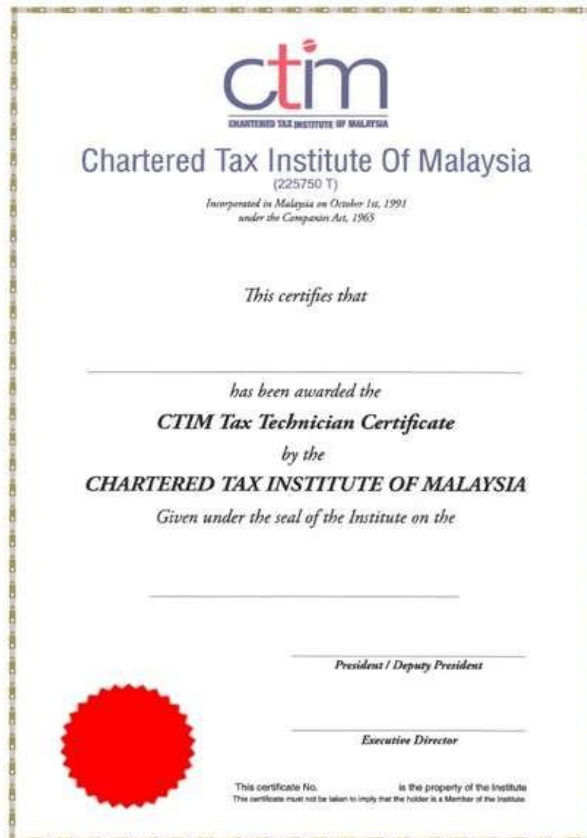 ctim
CHARTERED TAX INSTITUTE OF MALAYSIA
Chartered Tax Institute Of Malaysia
(225750 T)
Incorporated in Malaysia on October 1st, 1991
under the Companies Act, 1965
This certifies that
has been awarded the
CTIM Tax Technician Certificate
by the
CHARTERED TAX INSTITUTE OF MALAYSIA
Given under the seal of the Institute on the
President / Deputy President
Executive Director
This certificate No. is the property of the Institute
This certificate must not be taken to imply that the holder is a Member of the Institute